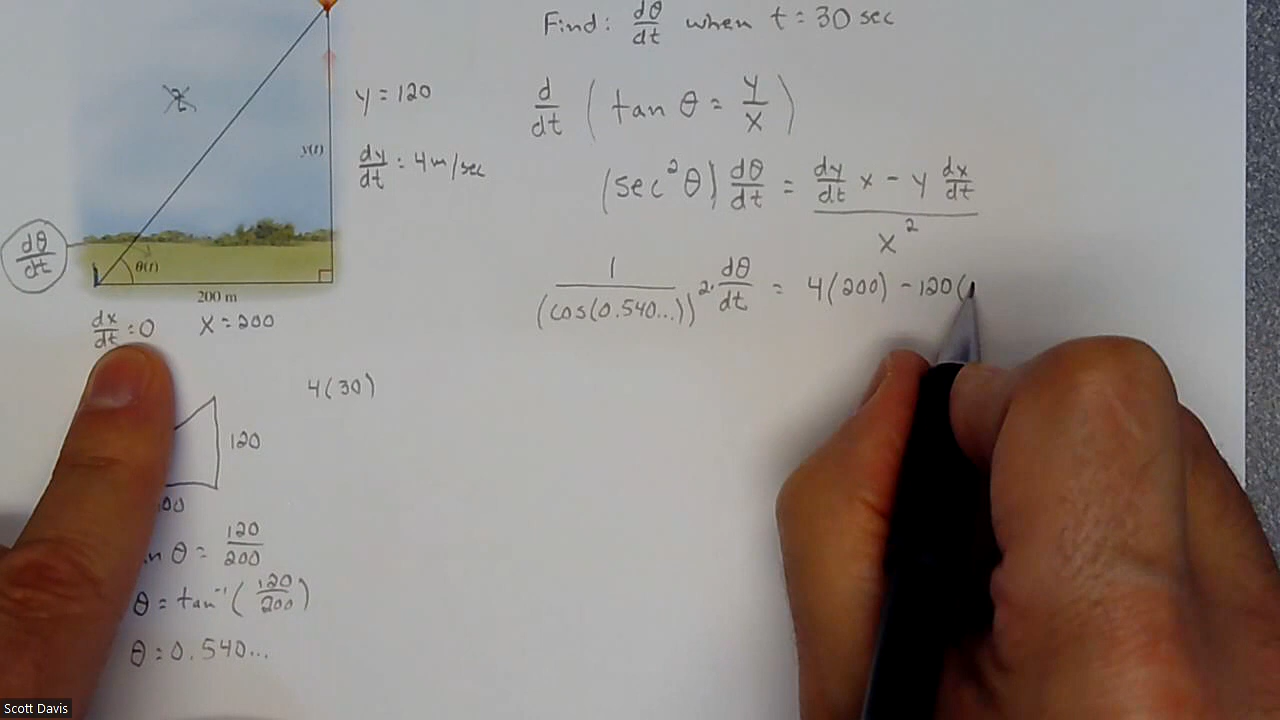 Find: dθ/dt when t = 30 sec
z
y = 120
y(t)
dy/dt = 4 m/sec
dθ/dt
θ(t)
200 m
dx/dt = 0
x = 200
d/dt ( tan θ = y/x )
(sec²θ) dθ/dt = (dy/dt x - y dx/dt) / x²
1/(cos(0.540...))² · dθ/dt = 4(200) - 120(
4(30)
120
00
n θ = 120/200
θ = tan⁻¹(120/200)
θ = 0.540...
Scott Davis